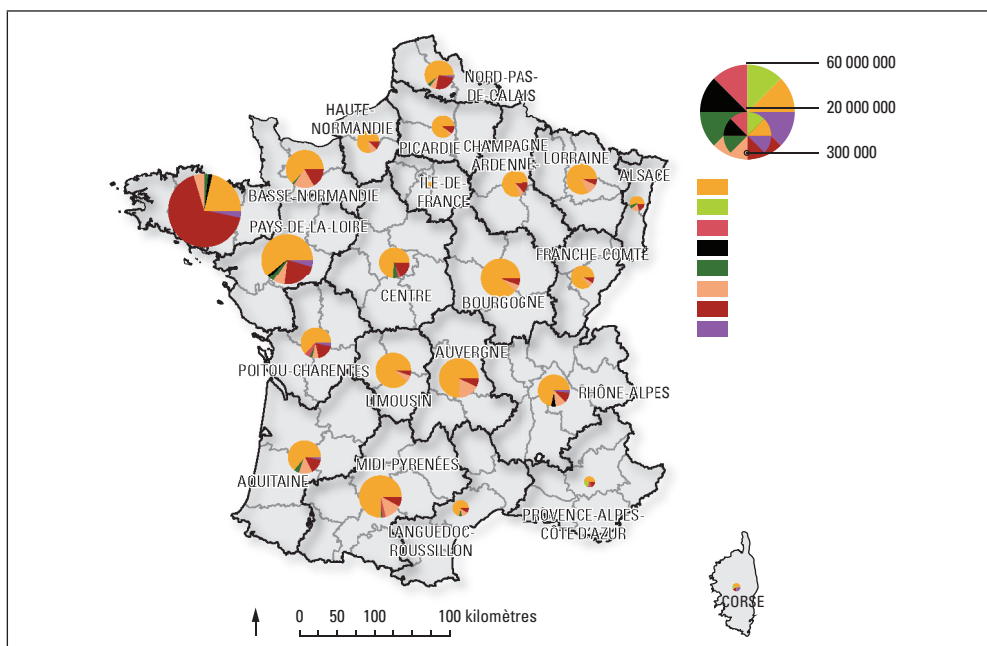 60 000 000
NORD-PAS-
DE-CALAIS
20 000 000
HAUTE-
NORMANDIE
PICARDIE
CHAMPAGNE
ARDENNE-
LORRAINE
300 000
ALSACE
ÎLE-DE-
FRANCE
BASSE-NORMANDIE
PAYS-DE-LA-LOIRE
FRANCHE-COMTÉ
CENTRE
BOURGOGNE
AUVERGNE
POITOU-CHARENTES
LIMOUSIN
RHÔNE-ALPES
MIDI-PYRENÉES
AQUITAINE
PROVENCE-ALPES-
CÔTE D'AZUR
LANGUEDOC-
ROUSSILLON
CORSE
0 50 100 100 kilomètres